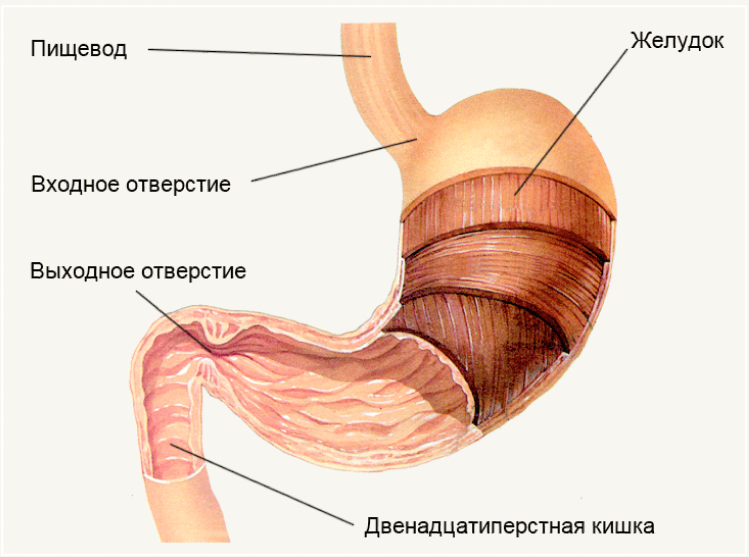 Пищевод
Желудок
Входное отверстие
Выходное отверстие
Двенадцатиперстная кишка